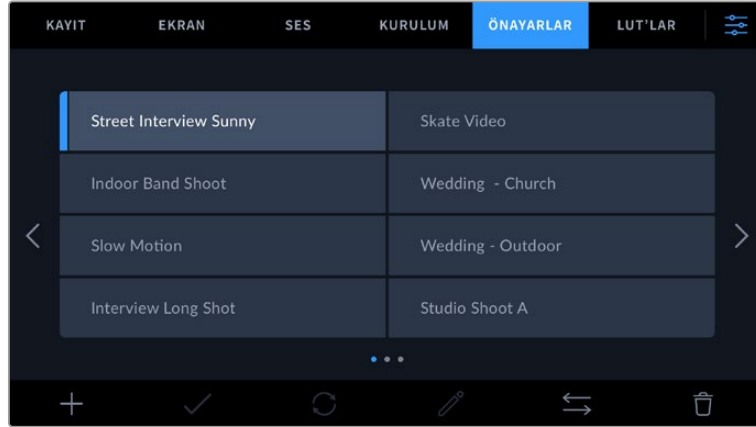 KAYIT EKRAN SES KURULUM ÖNAYARLAR LUT'LAR
Street Interview Sunny Skate Video
Indoor Band Shoot Wedding - Church
Slow Motion Wedding - Outdoor
Interview Long Shot Studio Shoot A